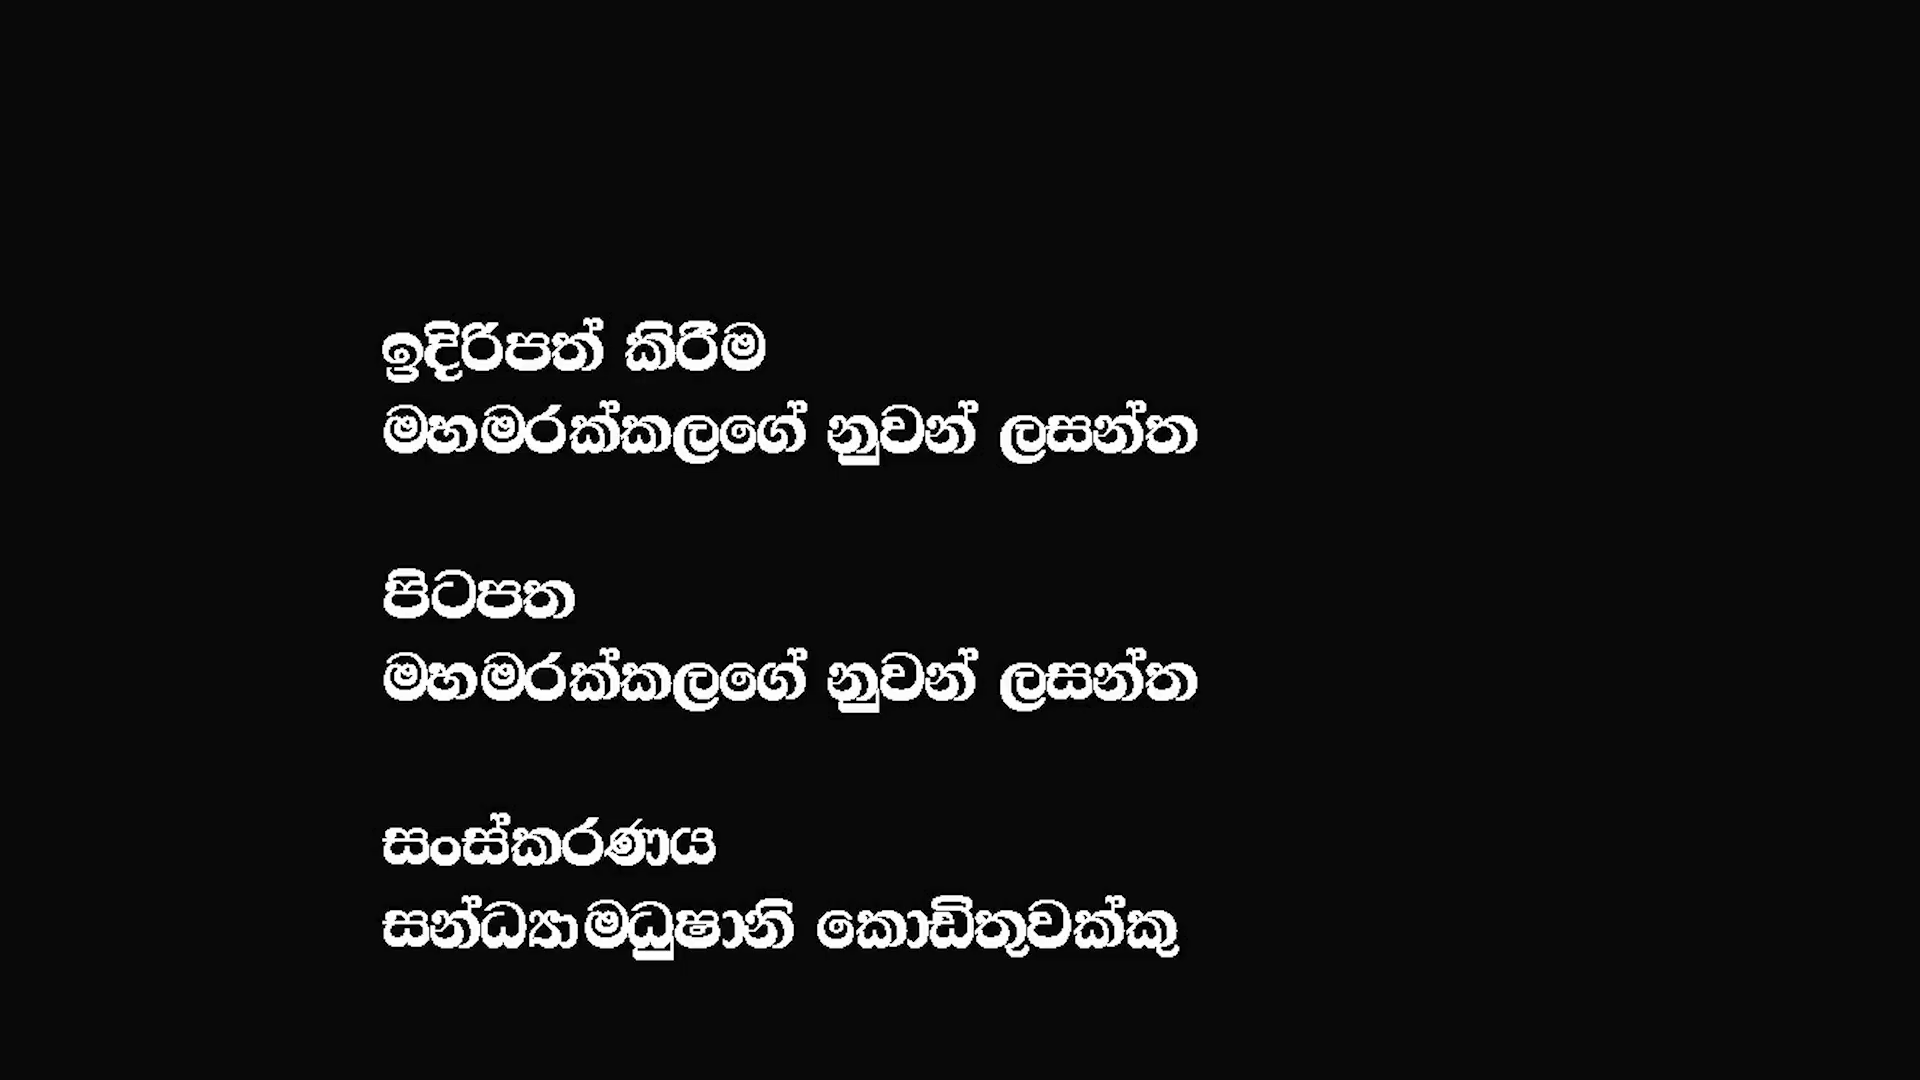 ඉදිරිපත් කිරීම
මහමරක්කලගේ නුවන් ලසන්ත
පිටපත
මහමරක්කලගේ නුවන් ලසන්ත
සංස්කරණය
සන්ධ්‍යා මධුෂානි කොඩිතුවක්කු